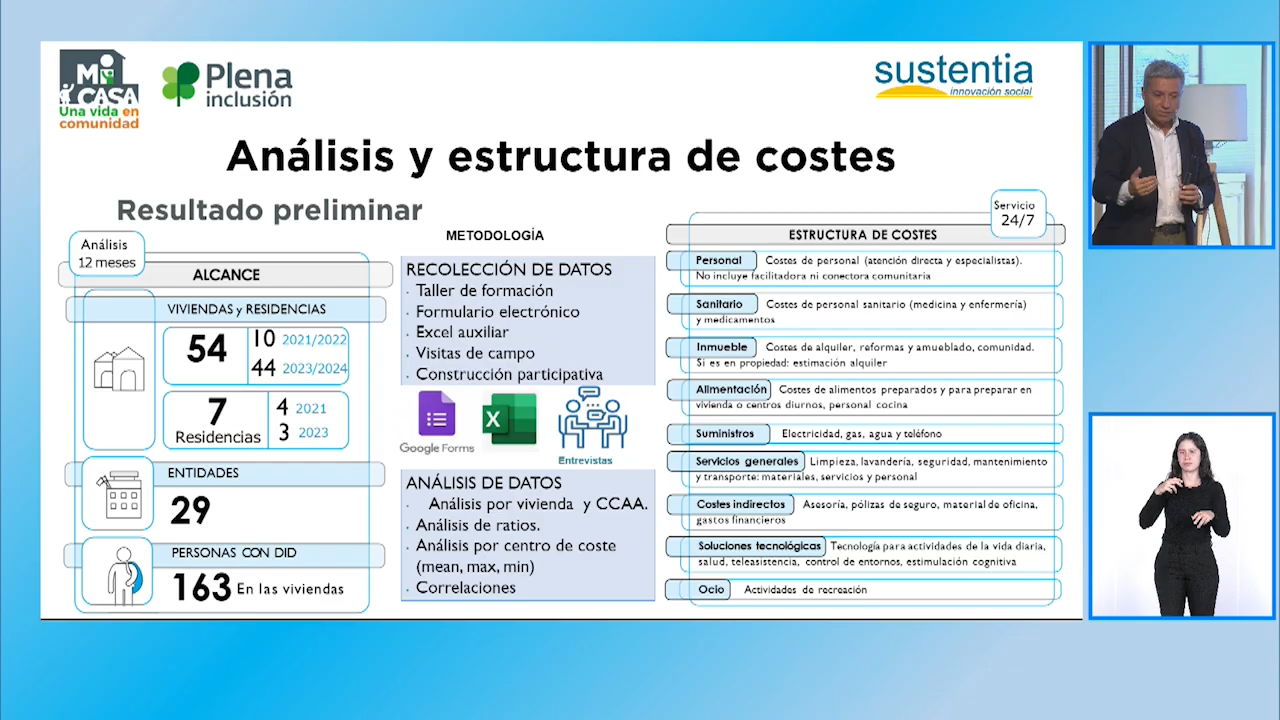 Mi
CASA
Una vida en
comunidad
Plena
inclusión
sustentia
innovación social
Análisis y estructura de costes
Resultado preliminar
Análisis
12 meses
ALCANCE
VIVIENDAS y RESIDENCIAS
54
10 2021/2022
44 2023/2024
7
Residencias
4 2021
3 2023
ENTIDADES
29
PERSONAS CON DID
163 En las viviendas
METODOLOGÍA
RECOLECCIÓN DE DATOS
· Taller de formación
· Formulario electrónico
· Excel auxiliar
· Visitas de campo
· Construcción participativa
X
Google Forms
Entrevistas
ANÁLISIS DE DATOS
· Análisis por vivienda y CCAA.
· Análisis de ratios.
· Análisis por centro de coste
(mean, max, min)
· Correlaciones
Servicio
24/7
ESTRUCTURA DE COSTES
Personal Costes de personal (atención directa y especialistas).
No incluye facilitadora ni conectora comunitaria
Sanitario Costes de personal sanitario (medicina y enfermería)
y medicamentos
Inmueble Costes de alquiler, reformas y amueblado, comunidad.
Si es en propiedad: estimación alquiler
Alimentación Costes de alimentos preparados y para preparar en
vivienda o centros diurnos, personal cocina
Suministros Electricidad, gas, agua y teléfono
Servicios generales Limpieza, lavandería, seguridad, mantenimiento
y transporte: materiales, servicios y personal
Costes indirectos Asesoría, pólizas de seguro, material de oficina,
gastos financieros
Soluciones tecnológicas Tecnología para actividades de la vida diaria,
salud, teleasistencia, control de entornos, estimulación cognitiva
Ocio Actividades de recreación